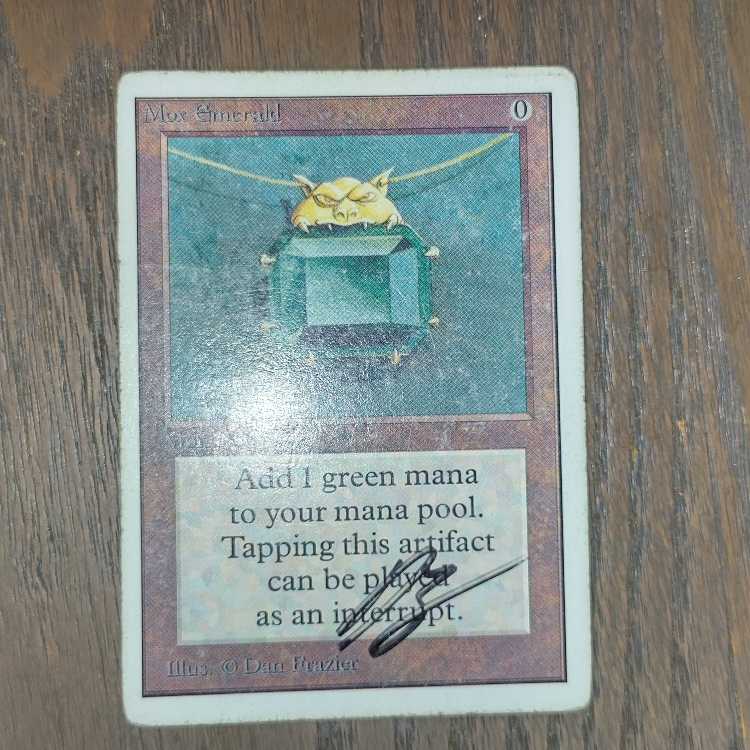 Mox Emerald 0
Add 1 green mana
to your mana pool.
Tapping this artifact
can be played
as an interrupt.
Illus. © Dan Frazier